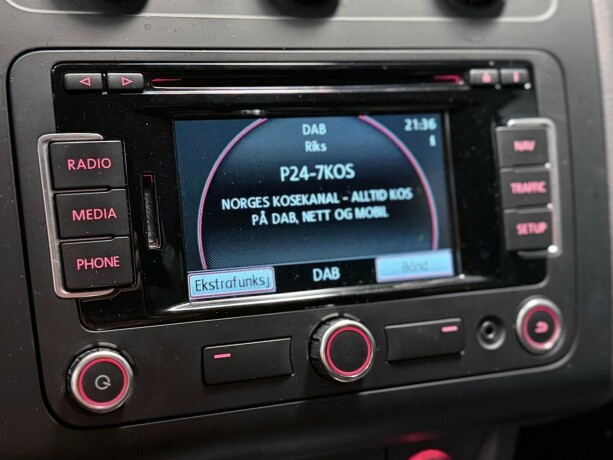 RADIO
MEDIA
PHONE
DAB
21:36
Riks
P24-7KOS
NORGES KOSEKANAL - ALLTID KOS
PÅ DAB, NETT OG MOBIL
Ekstrafunksj
DAB
Bånd
NAV
TRAFFIC
SETUP